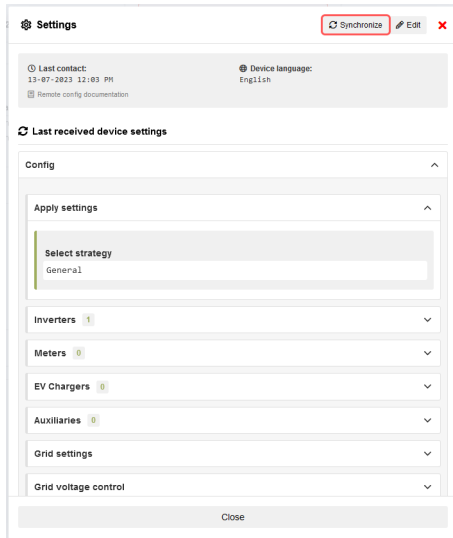 Settings
Synchronize
Edit
Last contact:
13-07-2023 12:03 PM
Remote config documentation
Device language:
English
Last received device settings
Config
Apply settings
Select strategy
General
Inverters 1
Meters 0
EV Chargers 0
Auxiliaries 0
Grid settings
Grid voltage control
Close